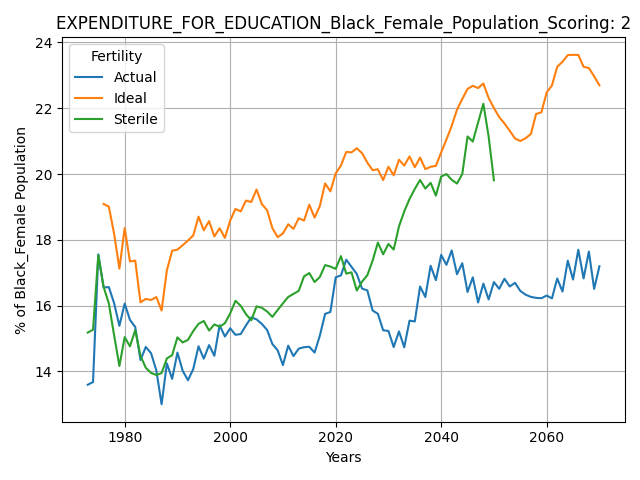 EXPENDITURE_FOR_EDUCATION_Black_Female_Population_Scoring: 2
Fertility
Actual
Ideal
Sterile
% of Black_Female Population
24
22
20
18
16
14
1980
2000
2020
2040
2060
Years